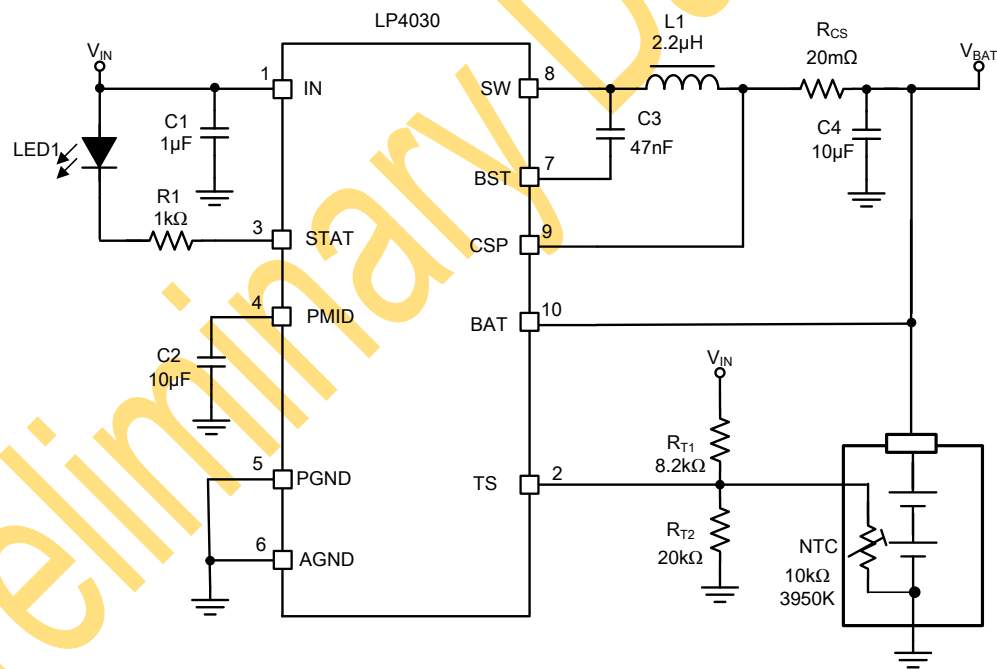 LP4030
VIN
1
IN
C1
1µF
LED1
R1
1kΩ
3
STAT
4
PMID
C2
10µF
5
PGND
6
AGND
SW
8
L1
2.2µH
C3
47nF
BST
7
CSP
9
RCS
20mΩ
VBAT
C4
10µF
BAT
10
VIN
RT1
8.2kΩ
TS
2
RT2
20kΩ
NTC
10kΩ
3950K